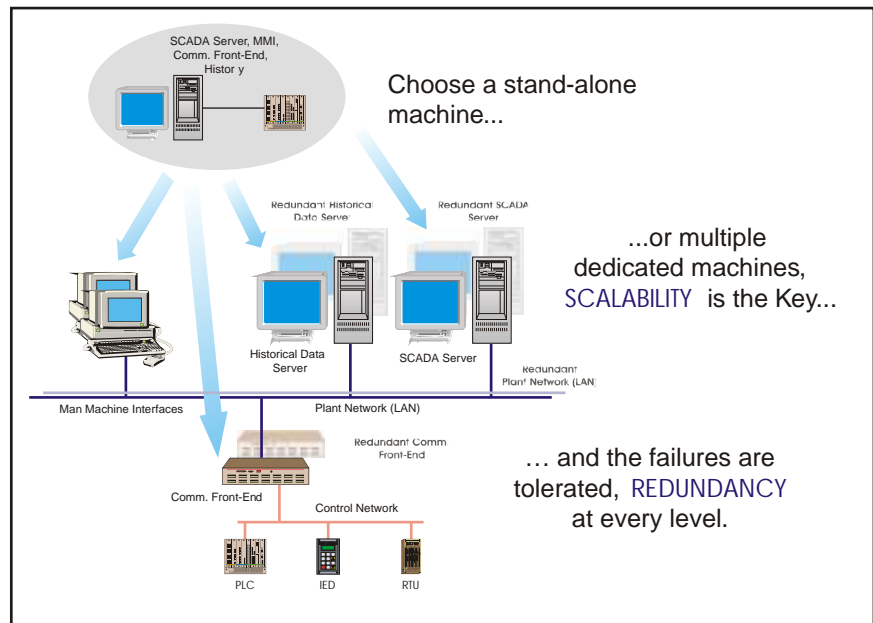 SCADA Server, MMI,
Comm. Front-End,
Histor y
Choose a stand-alone
machine...
Redundant Historical
Data Server
Redundant SCADA
Server
...or multiple
dedicated machines,
SCALABILITY is the Key...
Historical Data
Server
SCADA Server
Redundant
Plant Network (LAN)
Man Machine Interfaces
Plant Network (LAN)
Redundant Comm
Front-End
... and the failures are
tolerated, REDUNDANCY
at every level.
Comm. Front-End
Control Network
PLC
IED
RTU